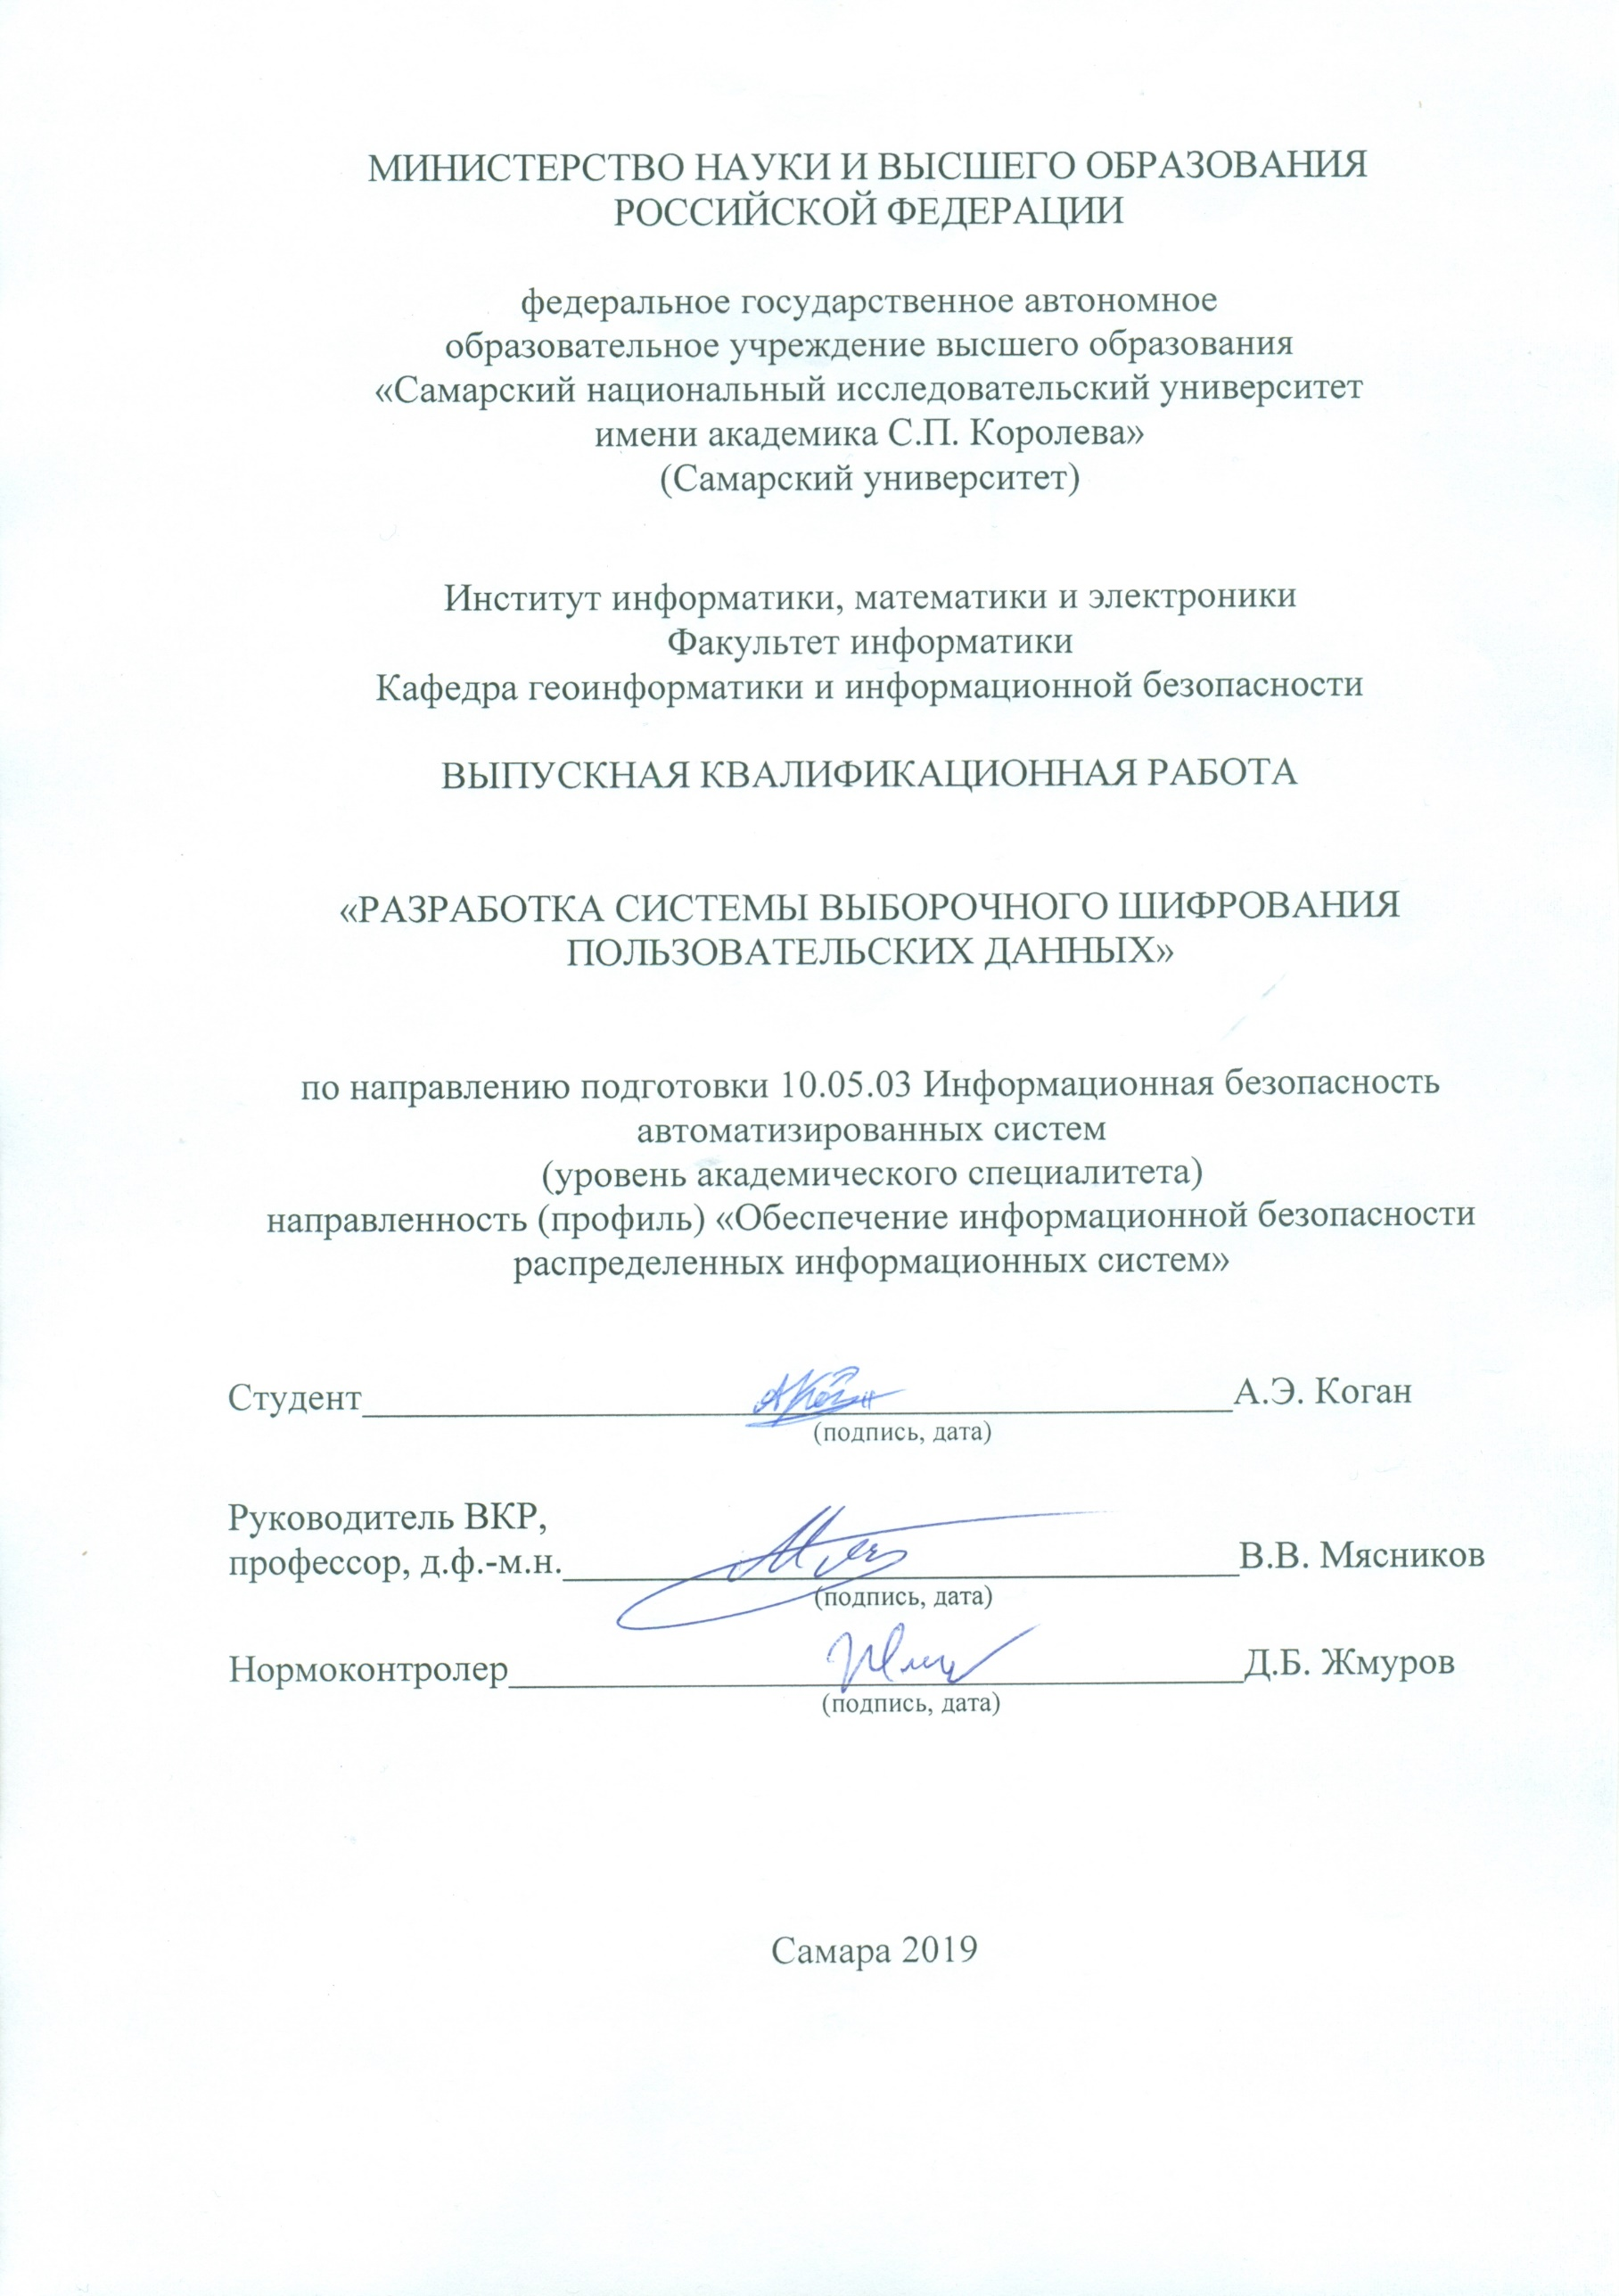 МИНИСТЕРСТВО НАУКИ И ВЫСШЕГО ОБРАЗОВАНИЯ
РОССИЙСКОЙ ФЕДЕРАЦИИ
федеральное государственное автономное
образовательное учреждение высшего образования
«Самарский национальный исследовательский университет
имени академика С.П. Королева»
(Самарский университет)
Институт информатики, математики и электроники
Факультет информатики
Кафедра геоинформатики и информационной безопасности
ВЫПУСКНАЯ КВАЛИФИКАЦИОННАЯ РАБОТА
«РАЗРАБОТКА СИСТЕМЫ ВЫБОРОЧНОГО ШИФРОВАНИЯ
ПОЛЬЗОВАТЕЛЬСКИХ ДАННЫХ»
по направлению подготовки 10.05.03 Информационная безопасность
автоматизированных систем
(уровень академического специалитета)
направленность (профиль) «Обеспечение информационной безопасности
распределенных информационных систем»
Студент А.Э. Коган
(подпись, дата)
Руководитель ВКР,
профессор, д.ф.-м.н. В.В. Мясников
(подпись, дата)
Нормоконтролер Д.Б. Жмуров
(подпись, дата)
Самара 2019